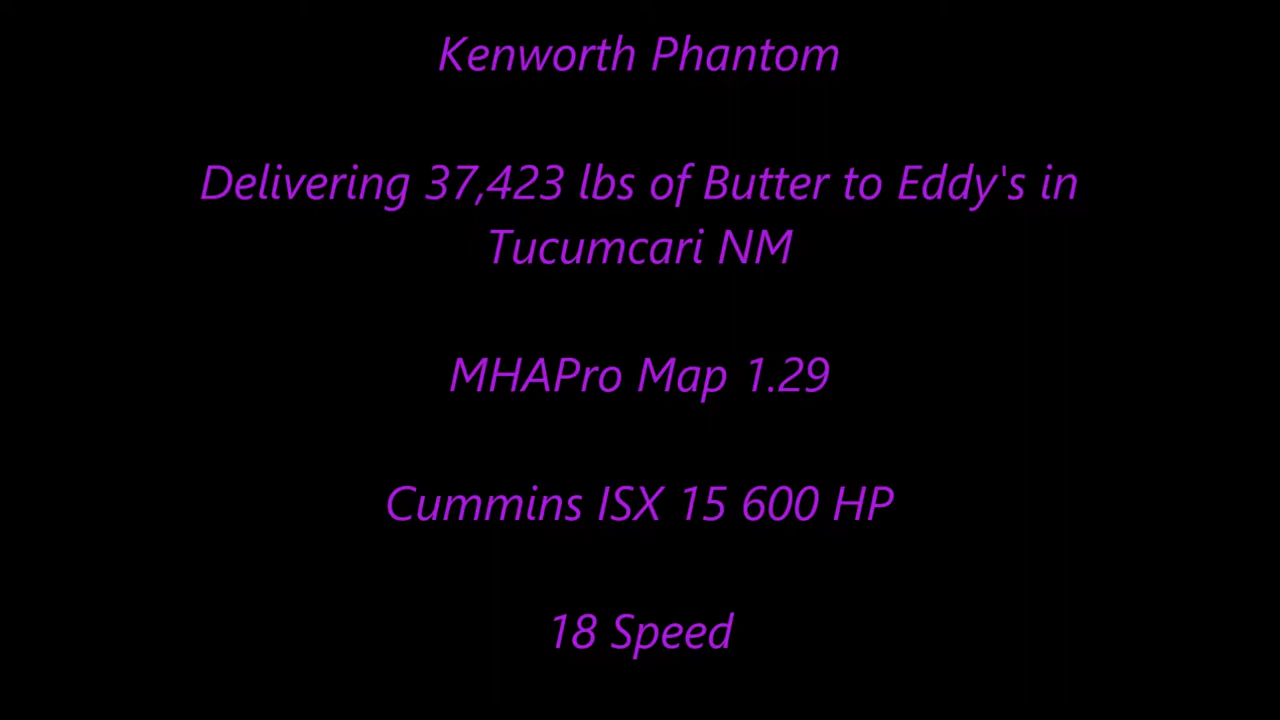 Kenworth Phantom
Delivering 37,423 lbs of Butter to Eddy's in
Tucumcari NM
MHAPro Map 1.29
Cummins ISX 15 600 HP
18 Speed